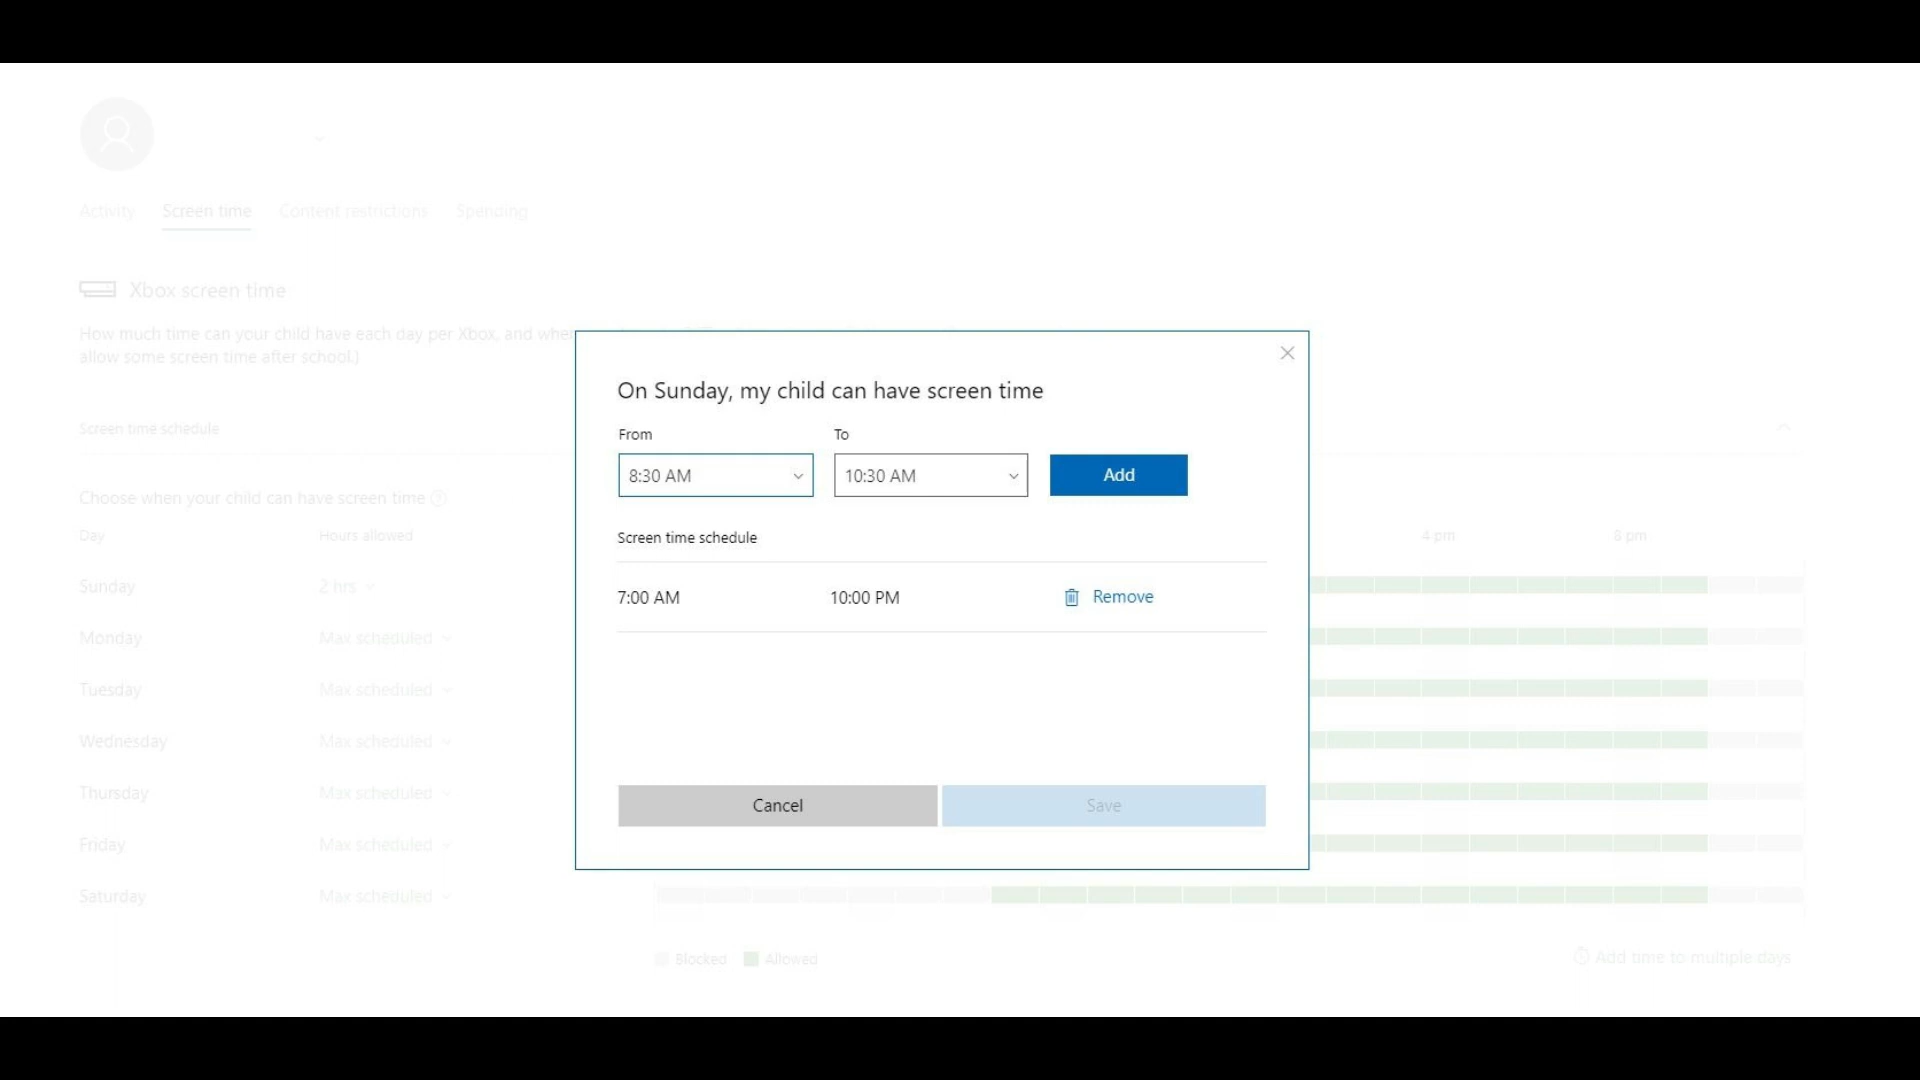 Activity Screen time Content restrictions Spending
Xbox screen time
How much time can your child have each day per Xbox, and when
allow some screen time after school.)
Screen time schedule
Choose when your child can have screen time
Day Hours allowed 4 pm 8 pm
Sunday 2 hrs
Monday Max scheduled
Tuesday Max scheduled
Wednesday Max scheduled
Thursday Max scheduled
Friday Max scheduled
Saturday Max scheduled
Blocked Allowed Add time to multiple days
On Sunday, my child can have screen time
From To
8:30 AM 10:30 AM Add
Screen time schedule
7:00 AM 10:00 PM Remove
Cancel Save